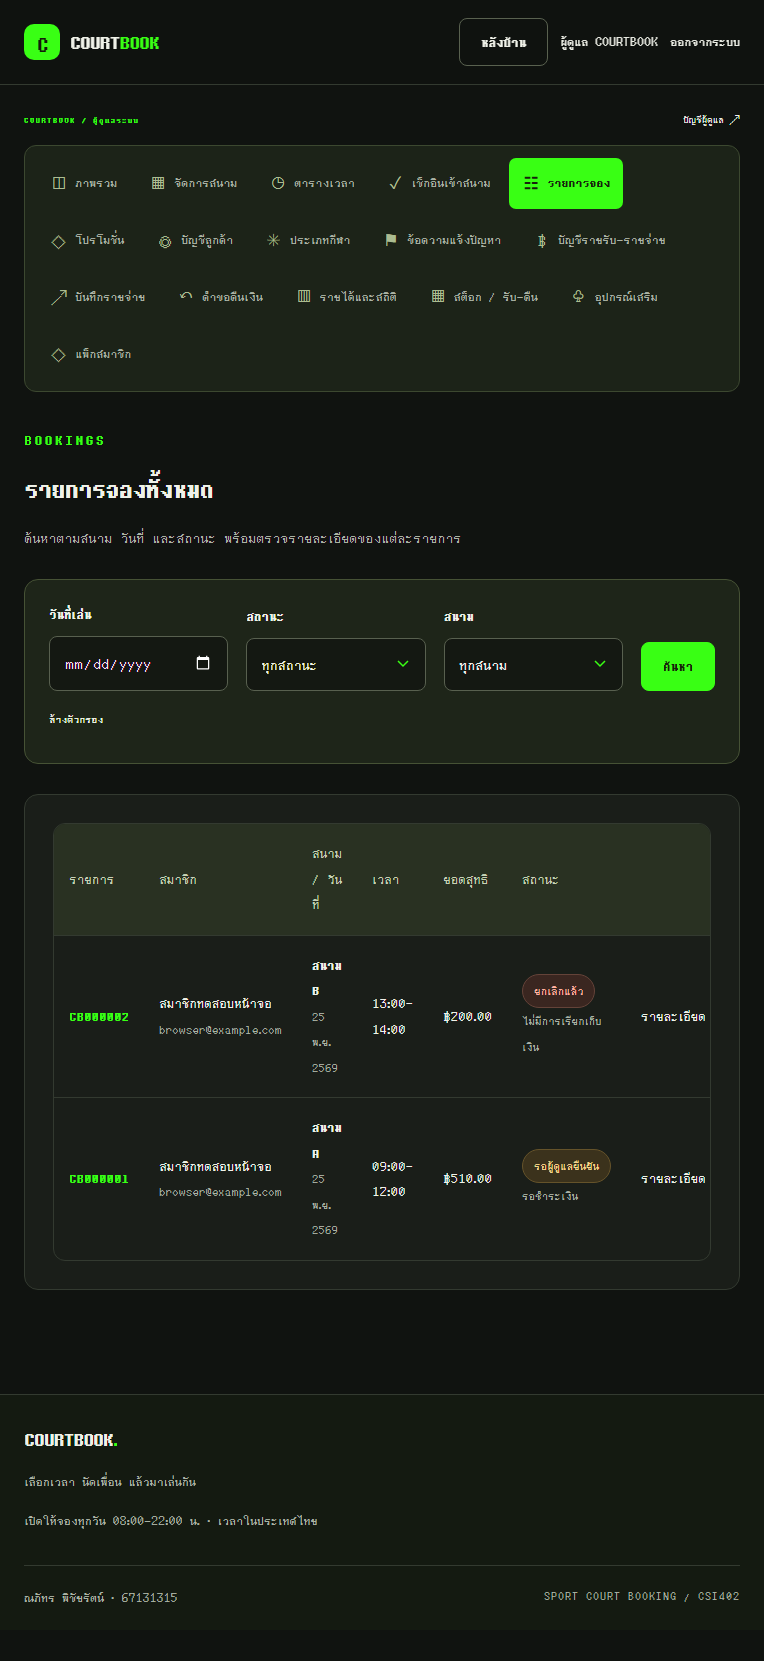 C COURTBOOK
หลังบ้าน ผู้ดูแล COURTBOOK ออกจากระบบ
COURTBOOK / ผู้ดูแลระบบ
บัญชีผู้ดูแล ↗
ภาพรวม จัดการสนาม ตารางเวลา เช็กอินเข้าสนาม รายการจอง
โปรโมชั่น บัญชีลูกค้า ประเภทกีฬา ข้อความแจ้งปัญหา ฿ บัญชีรายรับ-รายจ่าย
บันทึกรายจ่าย คำขอคืนเงิน รายได้และสถิติ สต็อก / รับ-คืน อุปกรณ์เสริม
แพ็กสมาชิก
BOOKINGS
รายการจองทั้งหมด
ค้นหาตามสนาม วันที่ และสถานะ พร้อมตรวจรายละเอียดของแต่ละรายการ
วันที่เล่น สถานะ สนาม
mm/dd/yyyy ทุกสถานะ ทุกสนาม ค้นหา
ล้างตัวกรอง
รายการ สมาชิก สนาม / วันที่ เวลา ยอดสุทธิ สถานะ
CB000002 สมาชิกทดสอบหน้าจอ browser@example.com สนาม B 25 พ.ย. 2569 13:00-14:00 ฿200.00 ยกเลิกแล้ว ไม่มีการเรียกเก็บเงิน รายละเอียด
CB000001 สมาชิกทดสอบหน้าจอ browser@example.com สนาม A 25 พ.ย. 2569 09:00-12:00 ฿510.00 รอผู้ดูแลยืนยัน รอชำระเงิน รายละเอียด
COURTBOOK.
เลือกเวลา นัดเพื่อน แล้วมาเล่นกัน
เปิดให้จองทุกวัน 08:00-22:00 น. · เวลาในประเทศไทย
ณภัทร พิชัยรัตน์ · 67131315
SPORT COURT BOOKING / CSI402